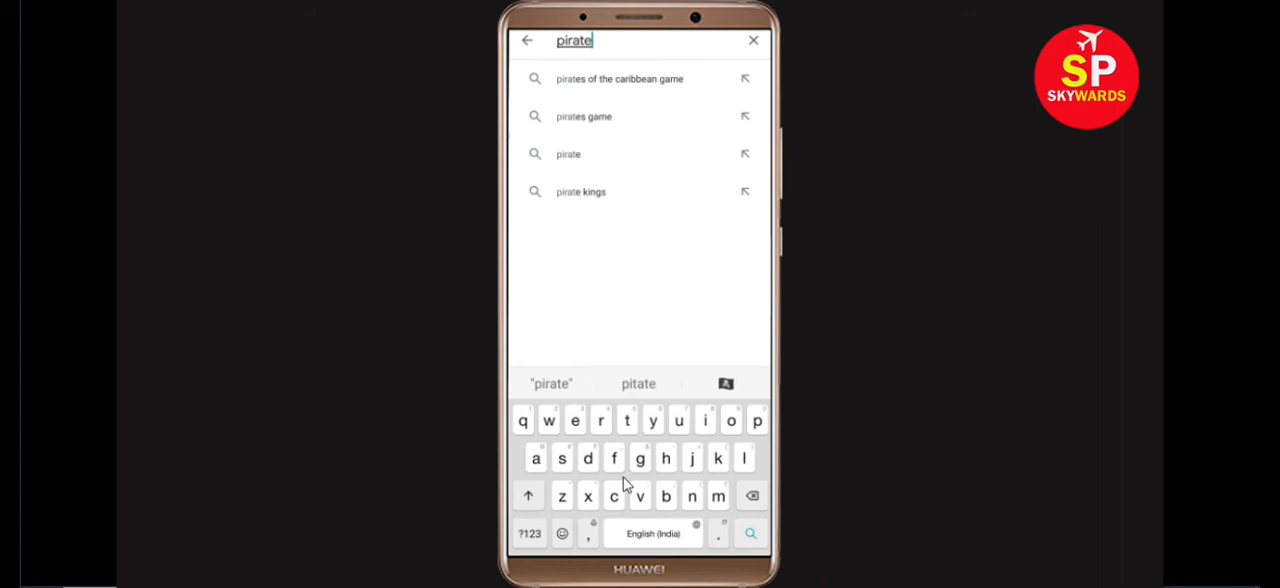 pirate
SP
SKYWARDS
pirates of the caribbean game
pirates game
pirate
pirate kings
"pirate" pitate
q w e r t y u i o p
a s d f g h j k l
z x c v b n m
?123 , English (India) .
HUAWEI